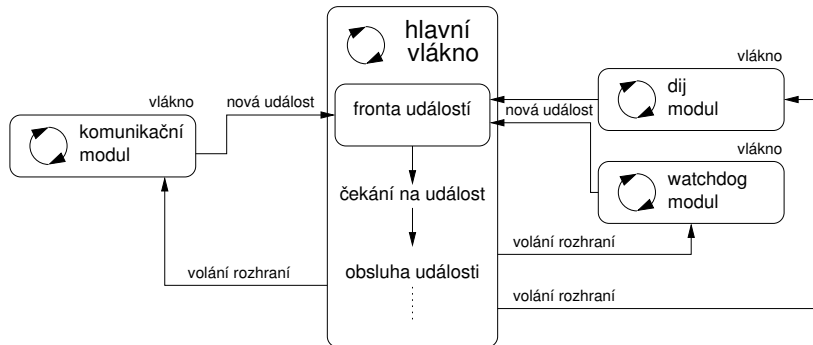 hlavní
vlákno
fronta událostí
čekání na událost
obsluha události
vlákno
komunikační
modul
nová událost
volání rozhraní
vlákno
dij
modul
nová událost
vlákno
watchdog
modul
volání rozhraní
volání rozhraní